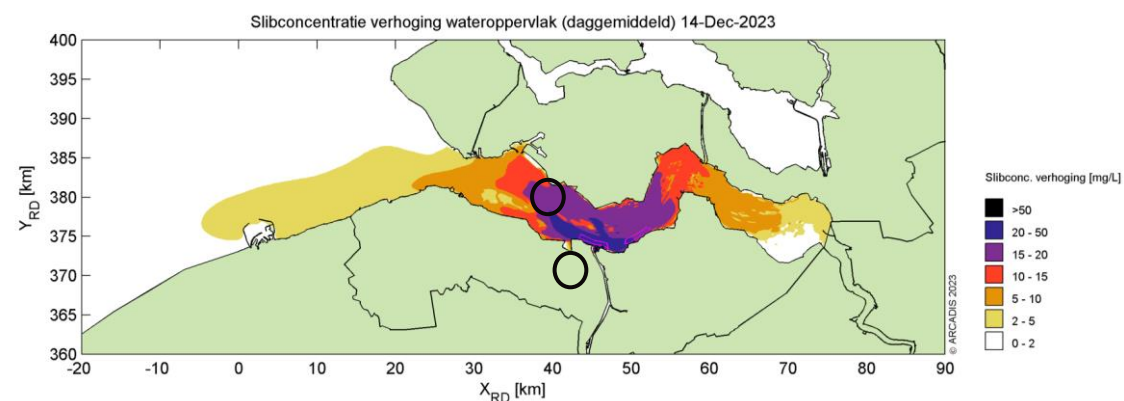 Slibconcentratie verhoging wateroppervlak (daggemiddeld) 14-Dec-2023
400
395
390
385
380
375
370
365
360
Y_RD [km]
-20 -10 0 10 20 30 40 50 60 70 80 90
X_RD [km]
© ARCADIS 2023
Slibconc. verhoging [mg/L]
>50
20 - 50
15 - 20
10 - 15
5 - 10
2 - 5
0 - 2